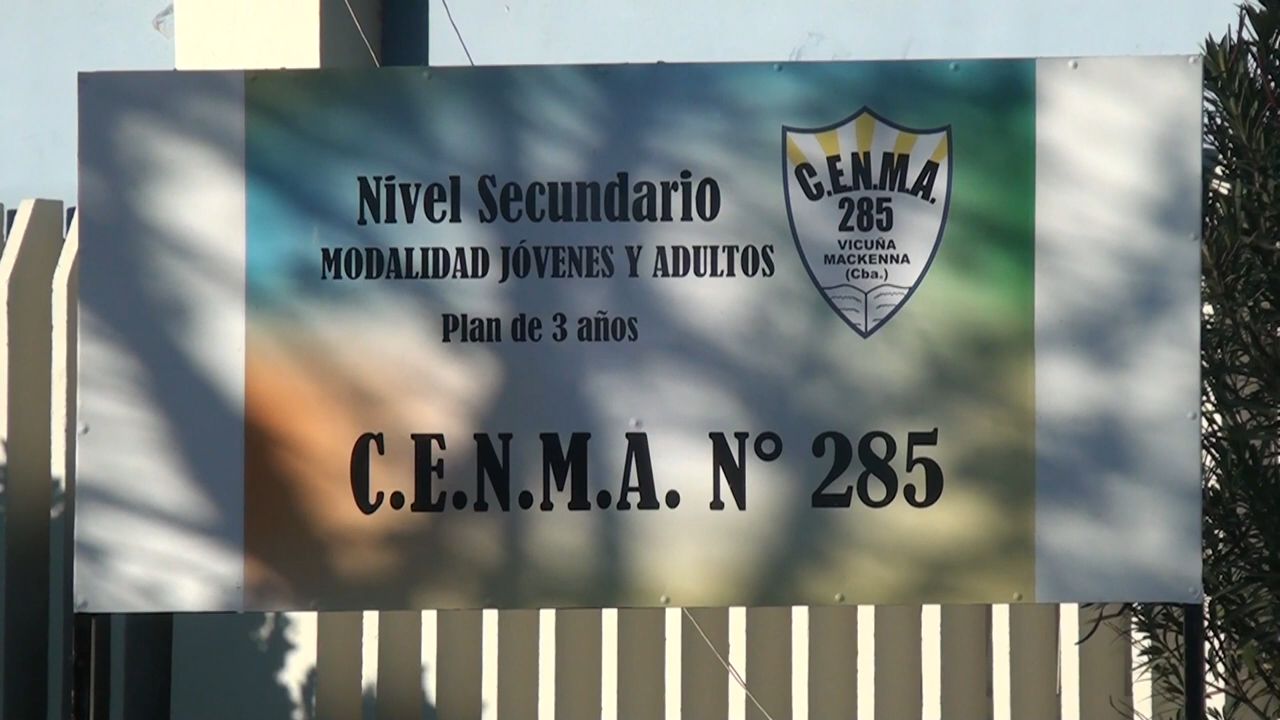 Nivel Secundario
MODALIDAD JÓVENES Y ADULTOS
Plan de 3 años
C.E.N.M.A. N° 285
C.E.N.M.A.
285
VICUÑA
MACKENNA
(Cba.)